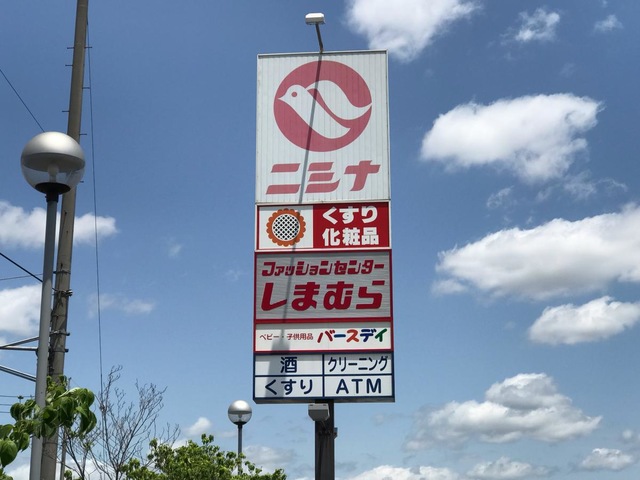 ニシナ
くすり
化粧品
ファッションセンター
しまむら
ベビー・子供用品 バースデイ
酒 クリーニング
くすり ATM